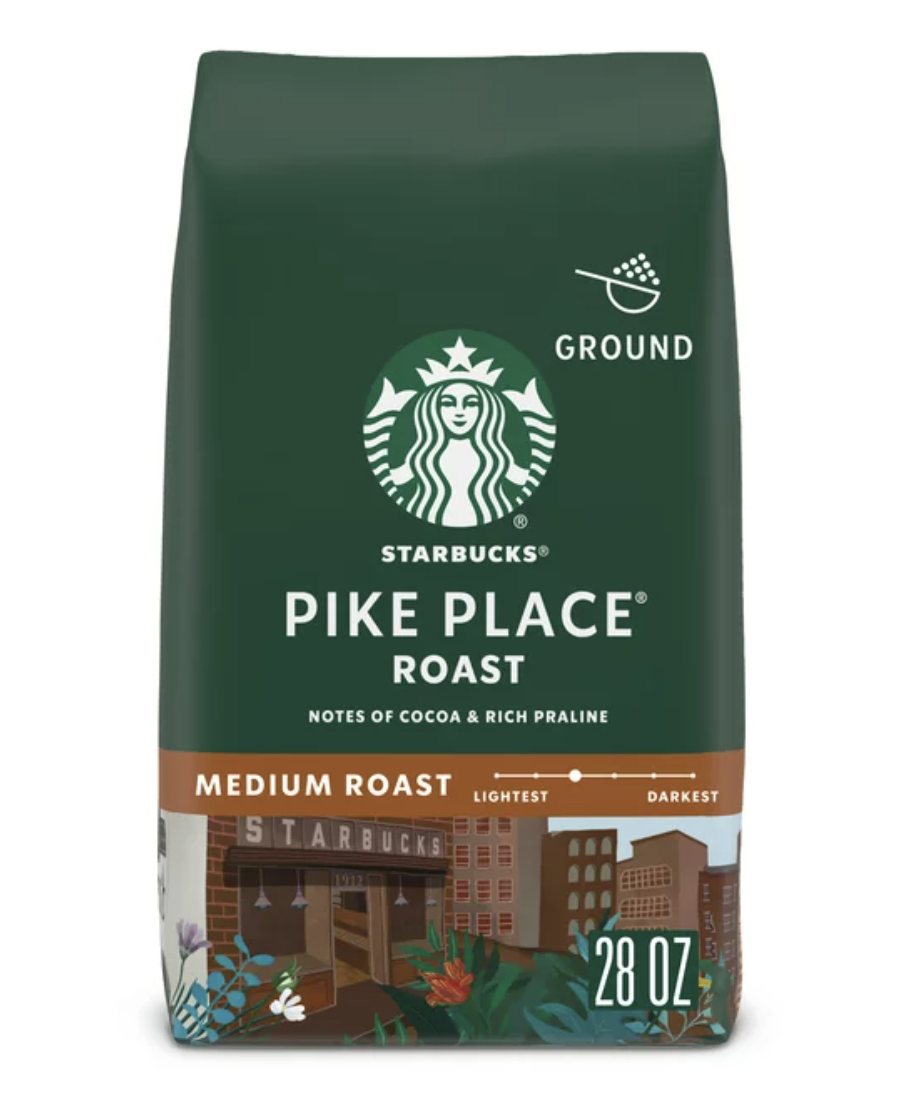 GROUND
STARBUCKS®
PIKE PLACE®
ROAST
NOTES OF COCOA & RICH PRALINE
MEDIUM ROAST
LIGHTEST DARKEST
STARBUCKS
1912
28 OZ